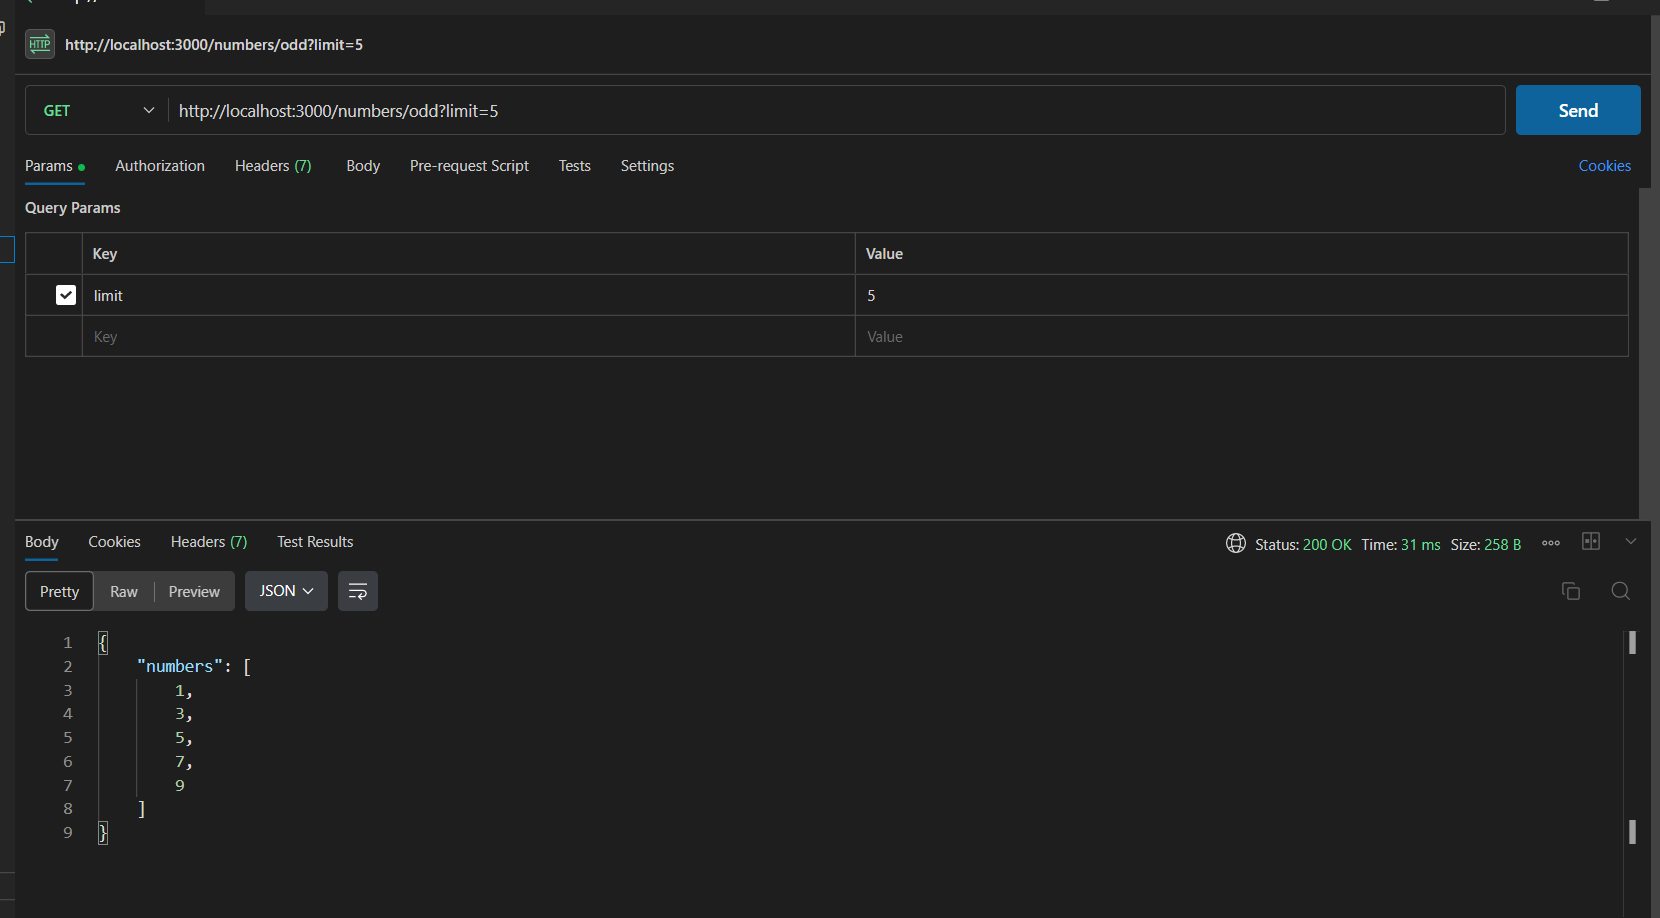 HTTP http://localhost:3000/numbers/odd?limit=5
GET http://localhost:3000/numbers/odd?limit=5 Send
Params Authorization Headers (7) Body Pre-request Script Tests Settings Cookies
Query Params
Key Value
limit 5
Key Value
Body Cookies Headers (7) Test Results Status: 200 OK Time: 31 ms Size: 258 B
Pretty Raw Preview JSON
1 {
2 "numbers": [
3 1,
4 3,
5 5,
6 7,
7 9
8 ]
9 }